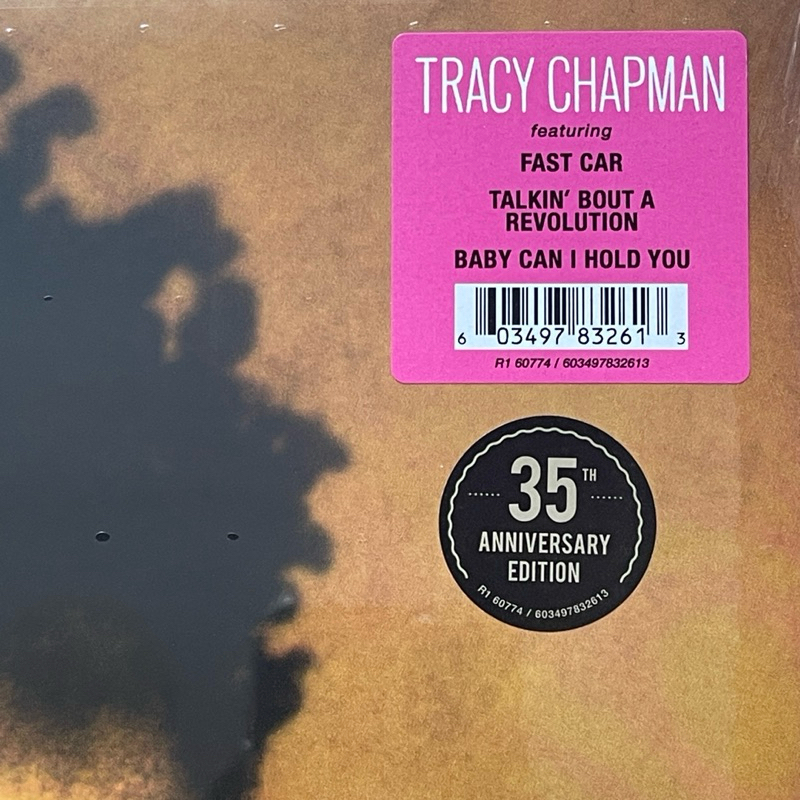 TRACY CHAPMAN
featuring
FAST CAR
TALKIN' BOUT A
REVOLUTION
BABY CAN I HOLD YOU
6 03497 83261 3
R1 60774 / 603497832613
35TH
ANNIVERSARY
EDITION
R1 60774 / 603497832613